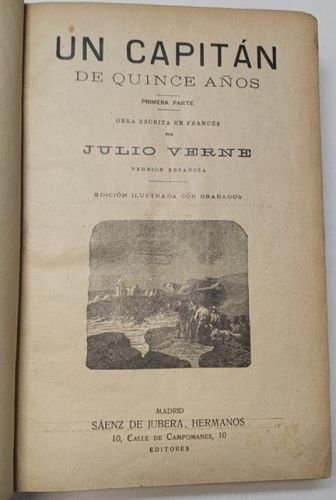 UN CAPITÁN
DE QUINCE AÑOS
PRIMERA PARTE
OBRA ESCRITA EN FRANCÉS
POR
JULIO VERNE
VERSIÓN ESPAÑOLA
EDICIÓN ILUSTRADA CON GRABADOS
MADRID
SÁENZ DE JUBERA, HERMANOS
10, CALLE DE CAMPOMANES, 10
EDITORES